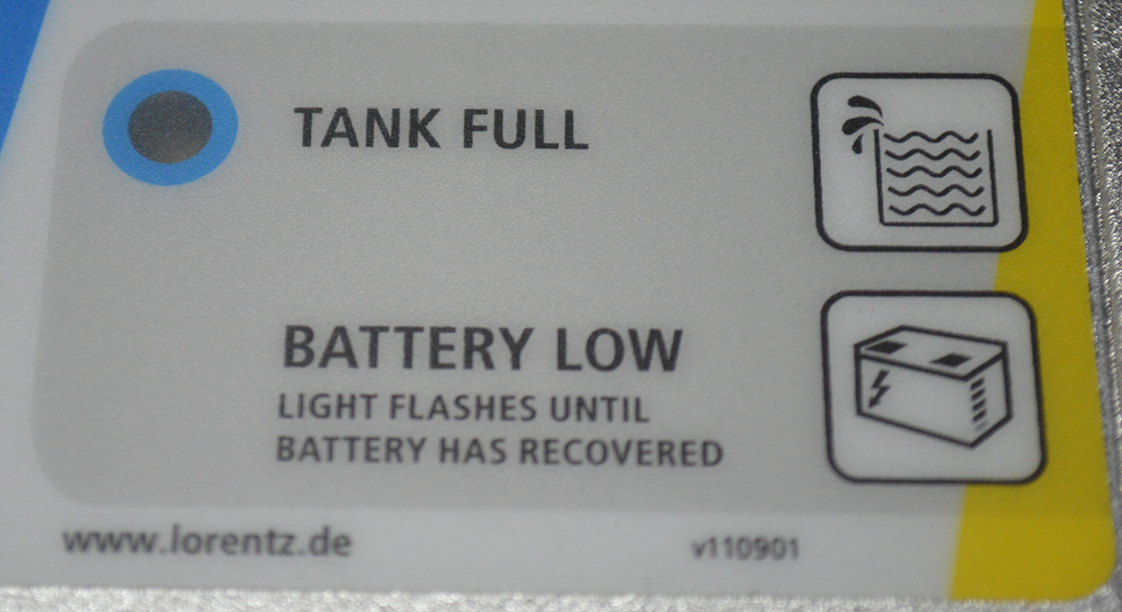 TANK FULL
BATTERY LOW
LIGHT FLASHES UNTIL
BATTERY HAS RECOVERED
www.lorentz.de
v110901